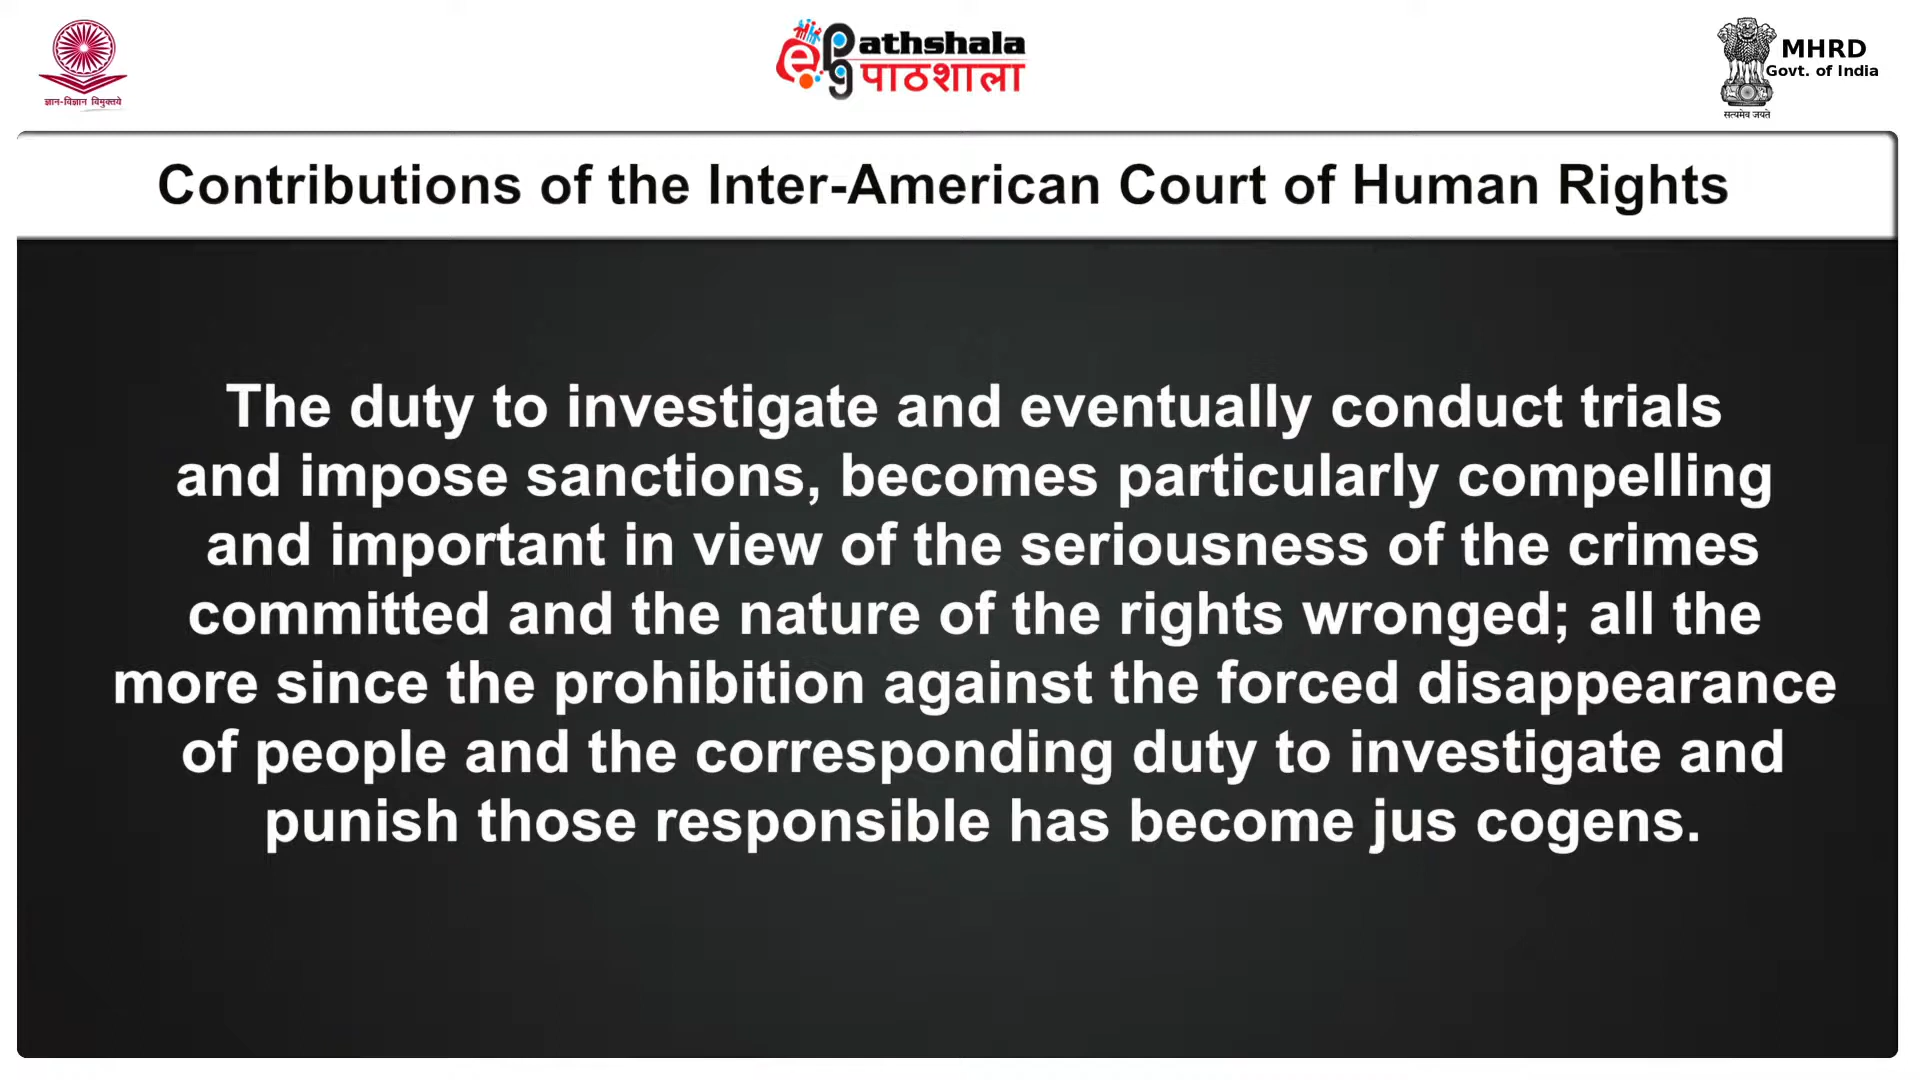 ज्ञान-विज्ञान विमुक्तये
ePG athshala
पाठशाला
MHRD
Govt. of India
सत्यमेव जयते
Contributions of the Inter-American Court of Human Rights
The duty to investigate and eventually conduct trials
and impose sanctions, becomes particularly compelling
and important in view of the seriousness of the crimes
committed and the nature of the rights wronged; all the
more since the prohibition against the forced disappearance
of people and the corresponding duty to investigate and
punish those responsible has become jus cogens.